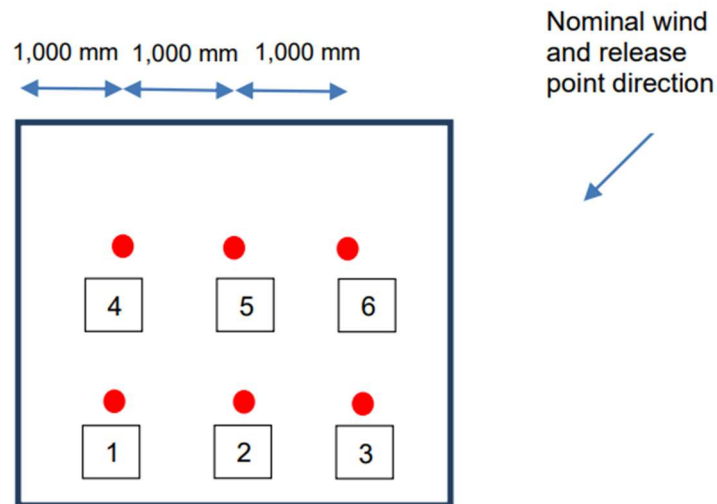 Nominal wind
and release
point direction
1,000 mm 1,000 mm 1,000 mm
4 5 6
1 2 3